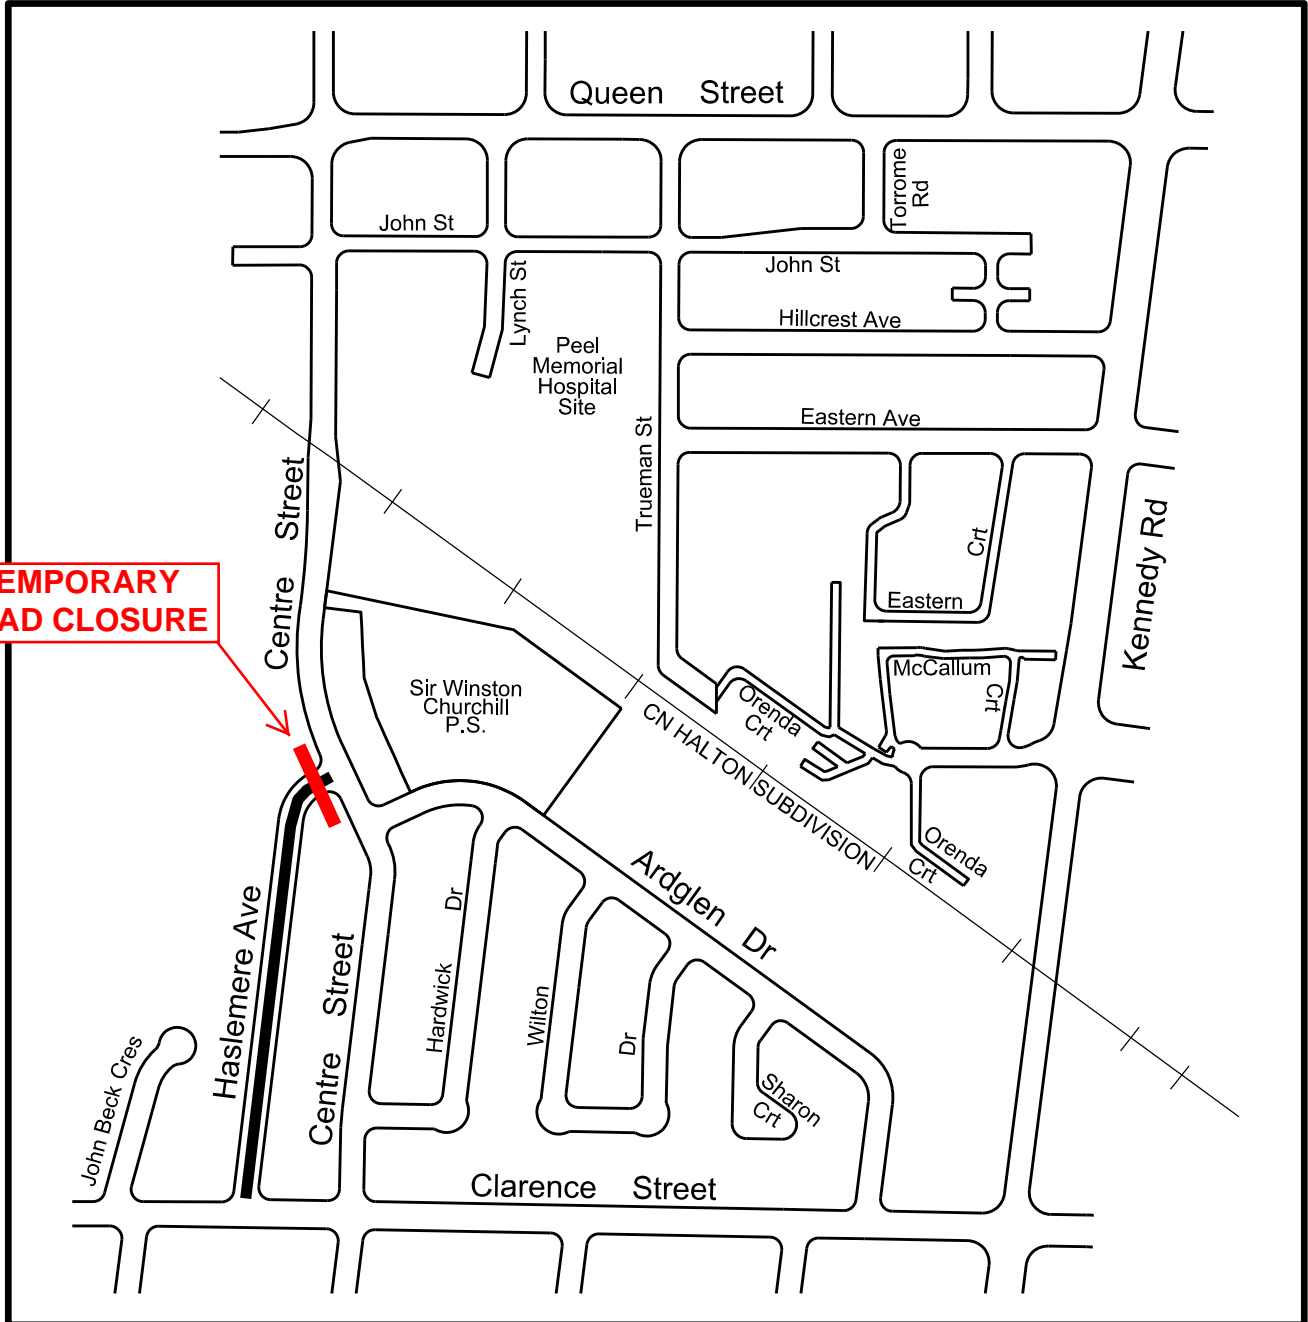 Queen Street
Torrome
Rd
John St
John St
Lynch St
Hillcrest Ave
Peel
Memorial
Hospital
Site
Eastern Ave
Trueman St
Centre Street
Kennedy Rd
Crt
Eastern
EMPORARY
AD CLOSURE
McCallum
Crt
Sir Winston
Churchill
P.S.
Orenda
Crt
CN HALTON SUBDIVISION
Orenda
Crt
Ardglen Dr
Haslemere Ave
Centre Street
Hardwick Dr
Wilton Dr
John Beck Cres
Sharon
Crt
Clarence Street